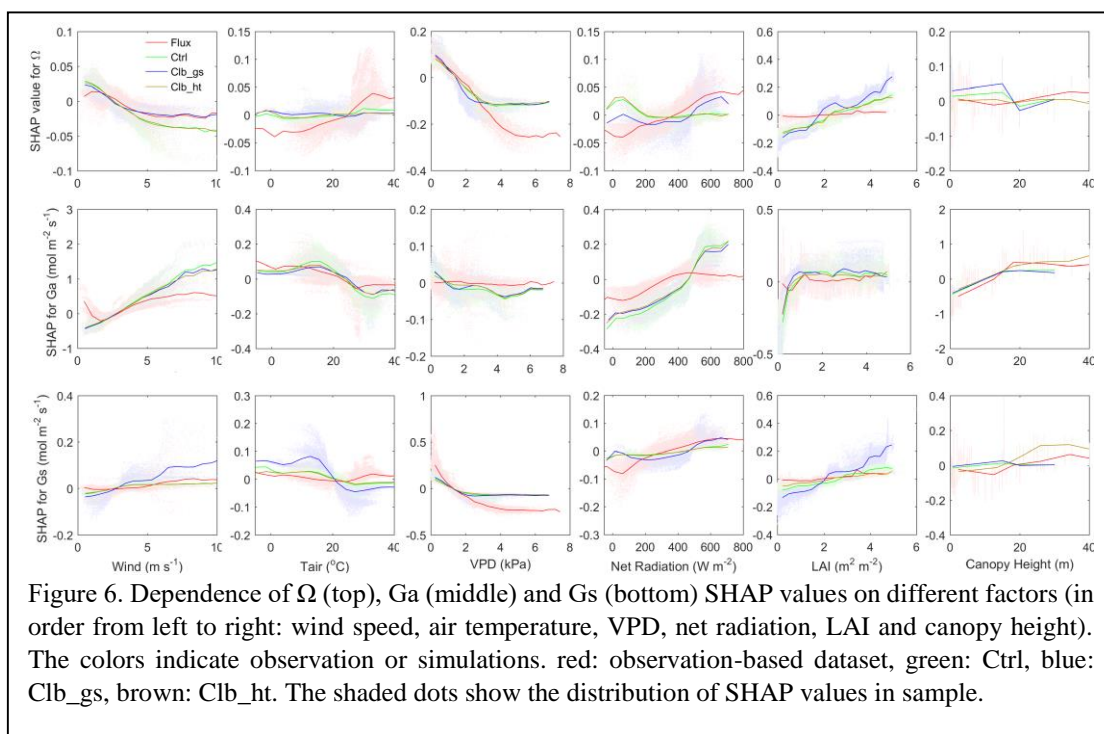 0.1
0.05
0
-0.05
-0.1
0 5 10
SHAP value for Ω
Flux
Ctrl
Clb_gs
Clb_ht
0.15
0.1
0.05
0
-0.05
-0.1
0 20 40
0.2
0
-0.2
-0.4
0 2 4 6 8
0.15
0.1
0.05
0
-0.05
-0.1
0 200 400 600 800
0.6
0.4
0.2
0
-0.2
-0.4
0 2 4 6
0.2
0.1
0
-0.1
-0.2
0 20 40
3
2
1
0
-1
0 5 10
SHAP for Ga (mol m-2 s-1)
0.4
0.2
0
-0.2
-0.4
0 20 40
0.2
0.1
0
-0.1
-0.2
0 2 4 6 8
0.4
0.2
0
-0.2
-0.4
0 200 400 600 800
0.5
0
-0.5
0 2 4 6
2
1
0
-1
-2
0 20 40
0.4
0.2
0
-0.2
0 5 10
SHAP for Gs (mol m-2 s-1)
Wind (m s-1)
0.3
0.2
0.1
0
-0.1
-0.2
0 20 40
Tair (oC)
1
0.5
0
-0.5
0 2 4 6 8
VPD (kPa)
0.2
0.1
0
-0.1
-0.2
-0.3
0 200 400 600 800
Net Radiation (W m-2)
0.6
0.4
0.2
0
-0.2
0 2 4 6
LAI (m2 m-2)
0.4
0.2
0
-0.2
-0.4
0 20 40
Canopy Height (m)
Figure 6. Dependence of Ω (top), Ga (middle) and Gs (bottom) SHAP values on different factors (in
order from left to right: wind speed, air temperature, VPD, net radiation, LAI and canopy height).
The colors indicate observation or simulations. red: observation-based dataset, green: Ctrl, blue:
Clb_gs, brown: Clb_ht. The shaded dots show the distribution of SHAP values in sample.